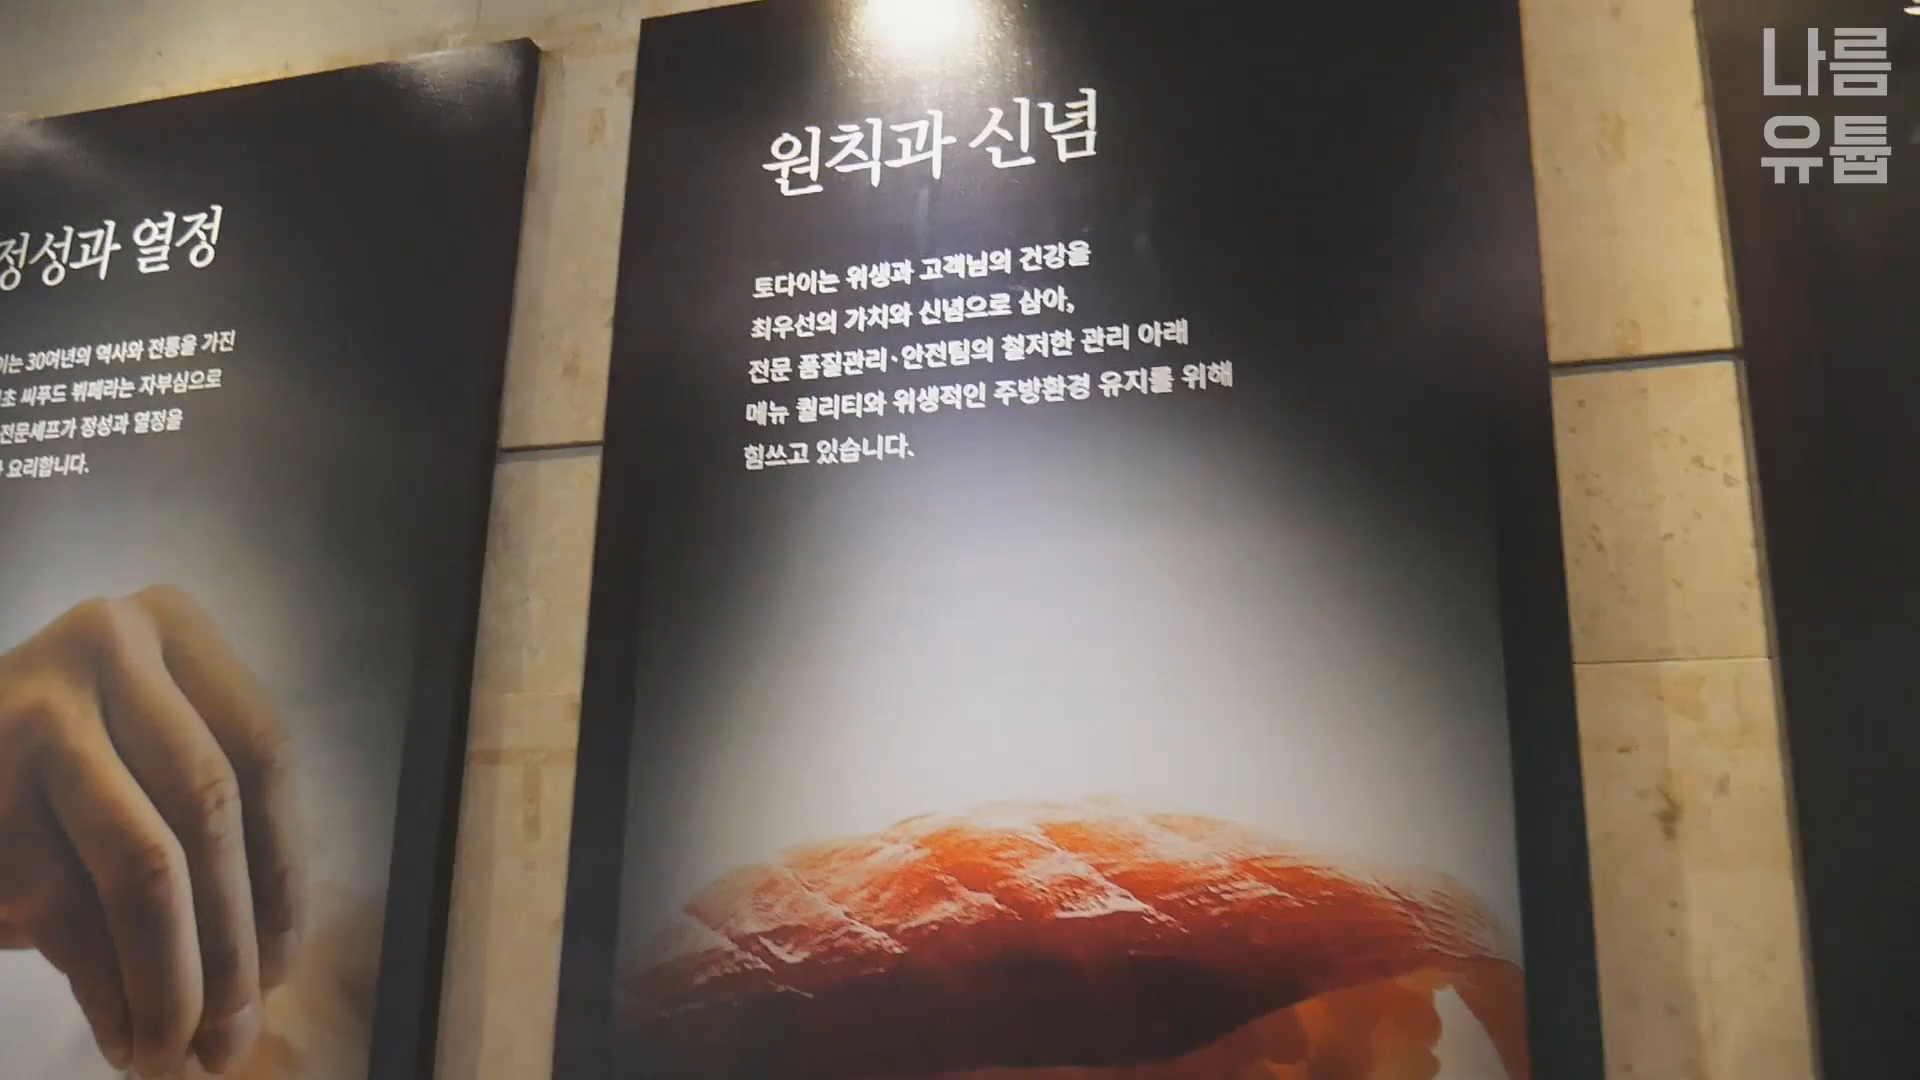 정성과 열정
이는 30여년의 역사와 전통을 가진
초 씨푸드 뷔페라는 자부심으로
전문셰프가 정성과 열정을
요리합니다.
원칙과 신념
토다이는 위생과 고객님의 건강을
최우선의 가치와 신념으로 삼아,
전문 품질관리·안전팀의 철저한 관리 아래
메뉴 퀄리티와 위생적인 주방환경 유지를 위해
힘쓰고 있습니다.
나름
유튭